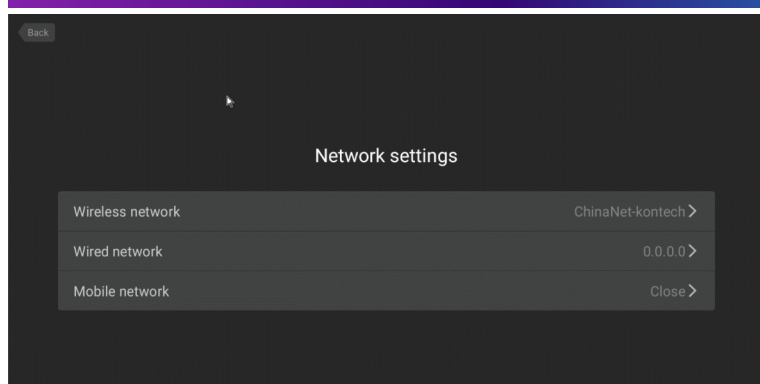 Back
Network settings
Wireless network ChinaNet-kontech
Wired network 0.0.0.0
Mobile network Close